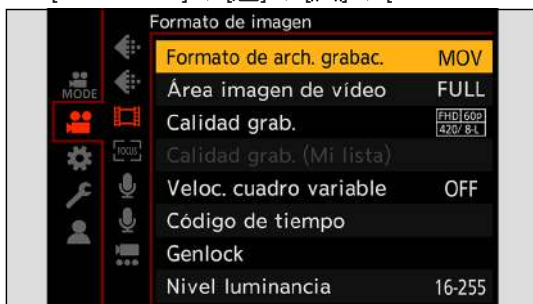 Formato de imagen
Formato de arch. grabac. MOV
MODE
Área imagen de vídeo FULL
Calidad grab. FHD 60p 420/8-L
FOCUS
Calidad grab. (Mi lista)
Veloc. cuadro variable OFF
Código de tiempo
Genlock
Nivel luminancia 16-255